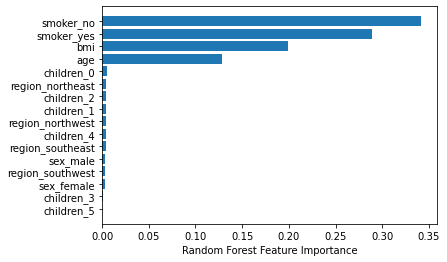 smoker_no
smoker_yes
bmi
age
children_0
region_northeast
children_2
children_1
region_northwest
children_4
region_southeast
sex_male
region_southwest
sex_female
children_3
children_5
0.00 0.05 0.10 0.15 0.20 0.25 0.30 0.35
Random Forest Feature Importance